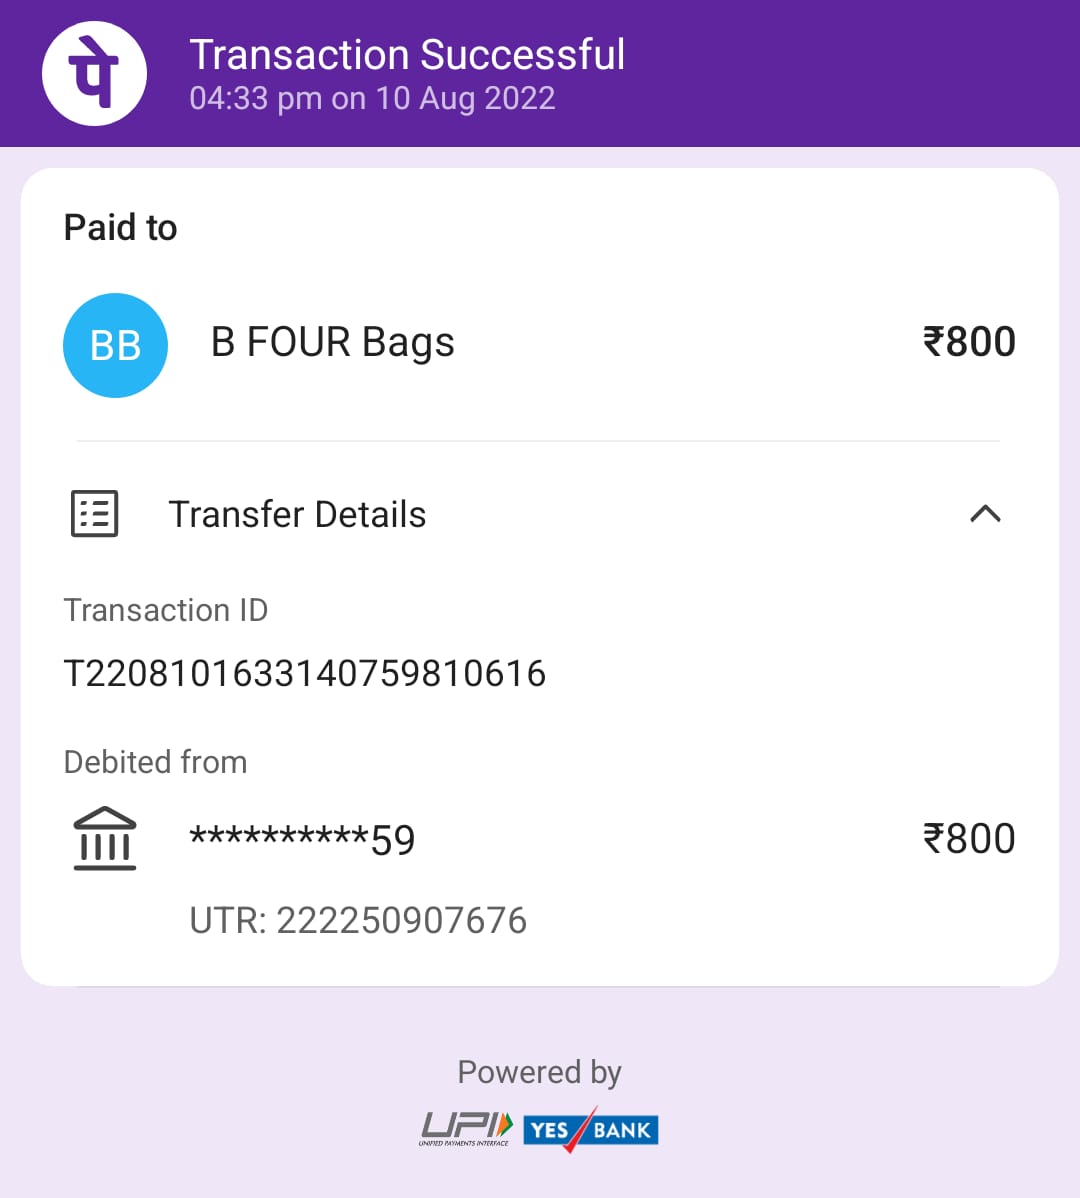 पे
Transaction Successful
04:33 pm on 10 Aug 2022
Paid to
BB
B FOUR Bags
₹800
Transfer Details
Transaction ID
T2208101633140759810616
Debited from
**********59
₹800
UTR: 222250907676
Powered by
UPI
UNIFIED PAYMENTS INTERFACE
YES BANK